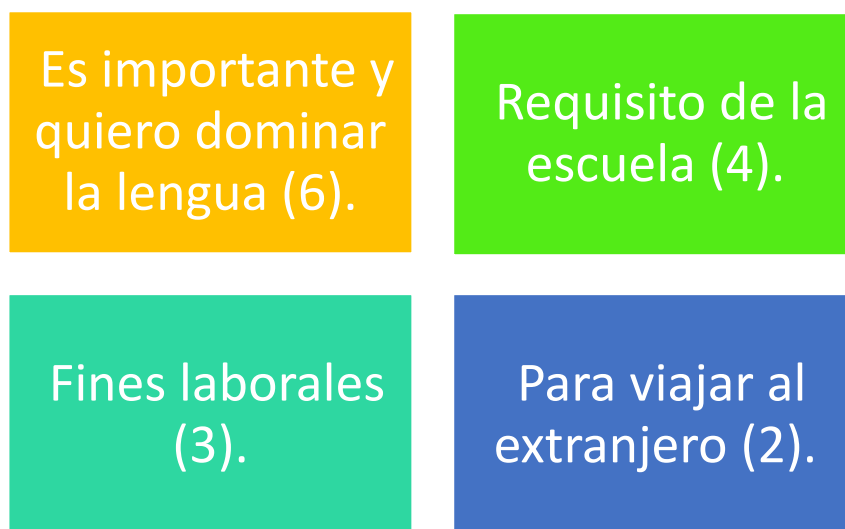 Es importante y
quiero dominar
la lengua (6).
Requisito de la
escuela (4).
Fines laborales
(3).
Para viajar al
extranjero (2).